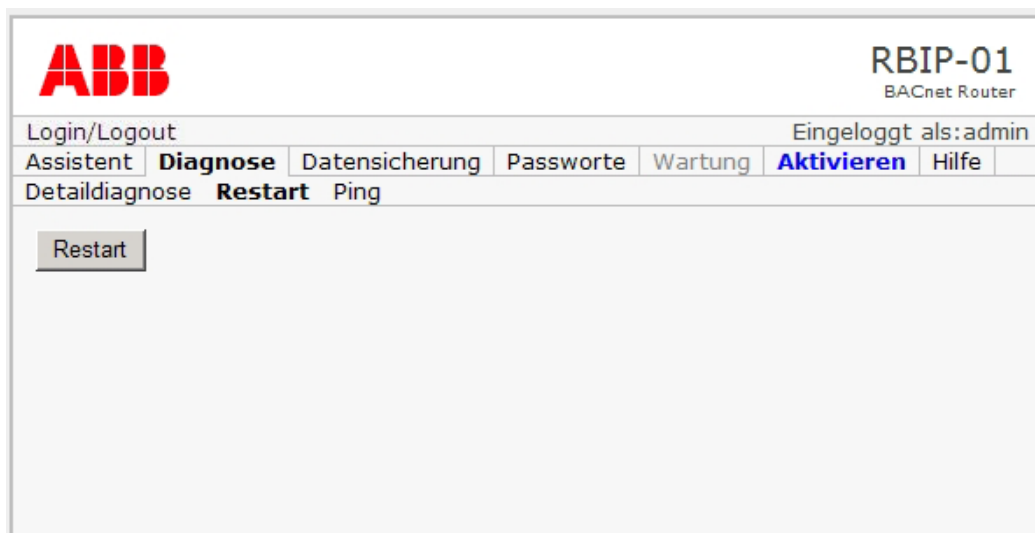 ABB
RBIP-01
BACnet Router
Login/Logout Eingeloggt als:admin
Assistent Diagnose Datensicherung Passworte Wartung Aktivieren Hilfe
Detaildiagnose Restart Ping
Restart